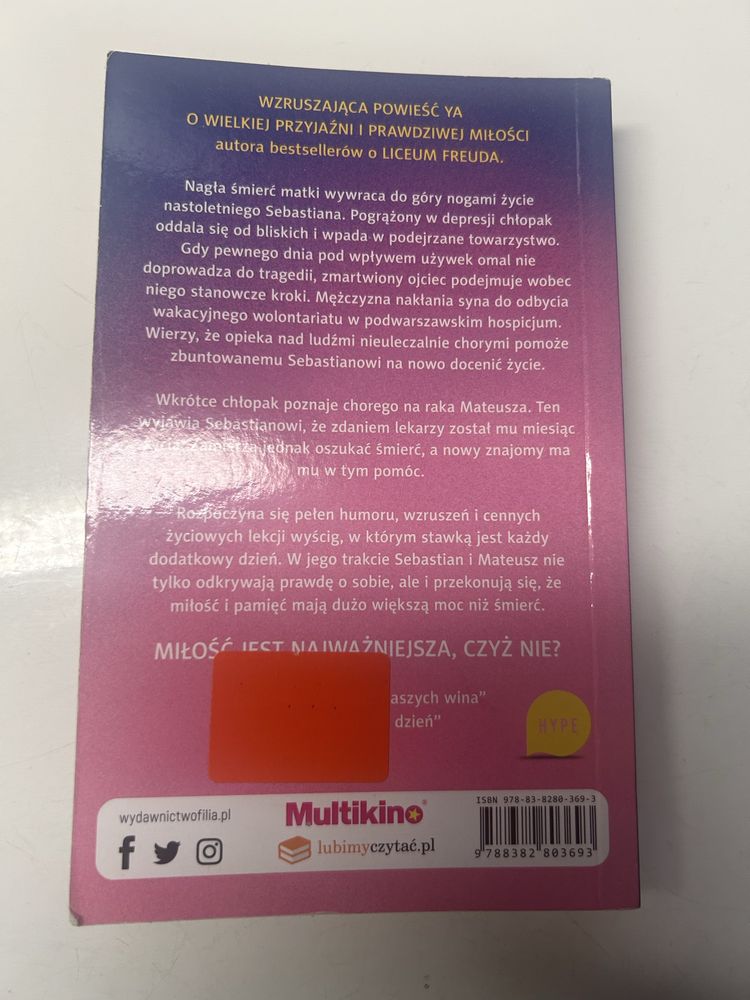 WZRUSZAJĄCA POWIEŚĆ YA
O WIELKIEJ PRZYJAŹNI I PRAWDZIWEJ MIŁOŚCI
autora bestsellerów o LICEUM FREUDA.
Nagła śmierć matki wywraca do góry nogami życie
nastoletniego Sebastiana. Pogrążony w depresji chłopak
oddala się od bliskich i wpada w podejrzane towarzystwo.
Gdy pewnego dnia pod wpływem używek omal nie
doprowadza do tragedii, zmartwiony ojciec podejmuje wobec
niego stanowcze kroki. Mężczyzna nakłania syna do odbycia
wakacyjnego wolontariatu w podwarszawskim hospicjum.
Wierzy, że opieka nad ludźmi nieuleczalnie chorymi pomoże
zbuntowanemu Sebastianowi na nowo docenić życie.
Wkrótce chłopak poznaje chorego na raka Mateusza. Ten
wyjawia Sebastianowi, że zdaniem lekarzy został mu miesiąc
życia. Zamierza jednak oszukać śmierć, a nowy znajomy ma
mu w tym pomóc.
Rozpoczyna się pełen humoru, wzruszeń i cennych
życiowych lekcji wyścig, w którym stawką jest każdy
dodatkowy dzień. W jego trakcie Sebastian i Mateusz nie
tylko odkrywają prawdę o sobie, ale i przekonują się, że
miłość i pamięć mają dużo większą moc niż śmierć.
MIŁOŚĆ JEST NAJWAŻNIEJSZA, CZYŻ NIE?
aszych wina”
dzień”
HYPE
wydawnictwofilia.pl
Multikino
lubimyczytać.pl
ISBN 978-83-8280-369-3
9 788382 803693